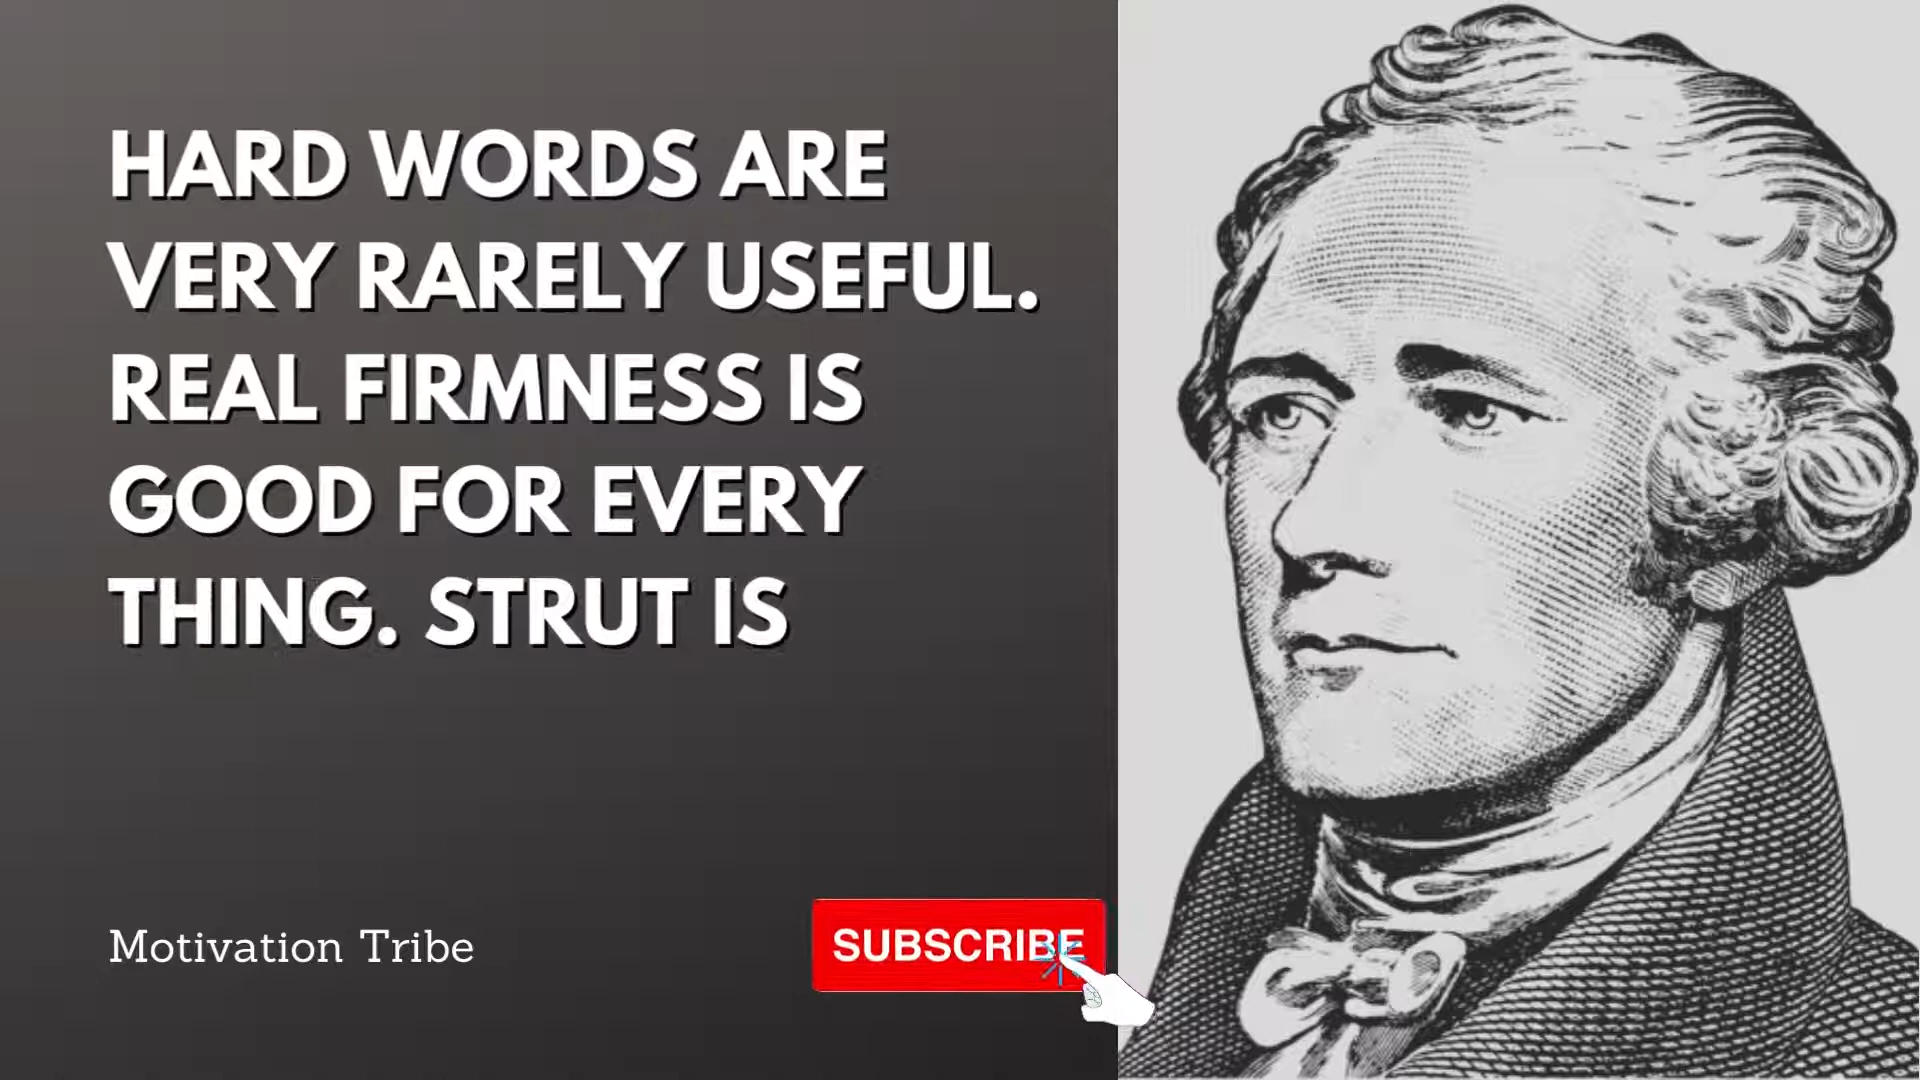 HARD WORDS ARE
VERY RARELY USEFUL.
REAL FIRMNESS IS
GOOD FOR EVERY
THING. STRUT IS
Motivation Tribe
SUBSCRIBE